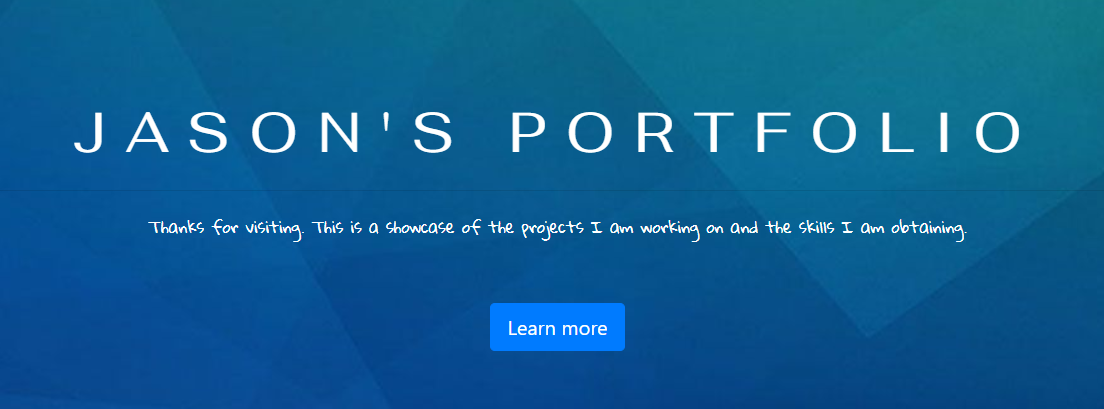 JASON'S PORTFOLIO
Thanks for visiting. This is a showcase of the projects I am working on and the skills I am obtaining.
Learn more